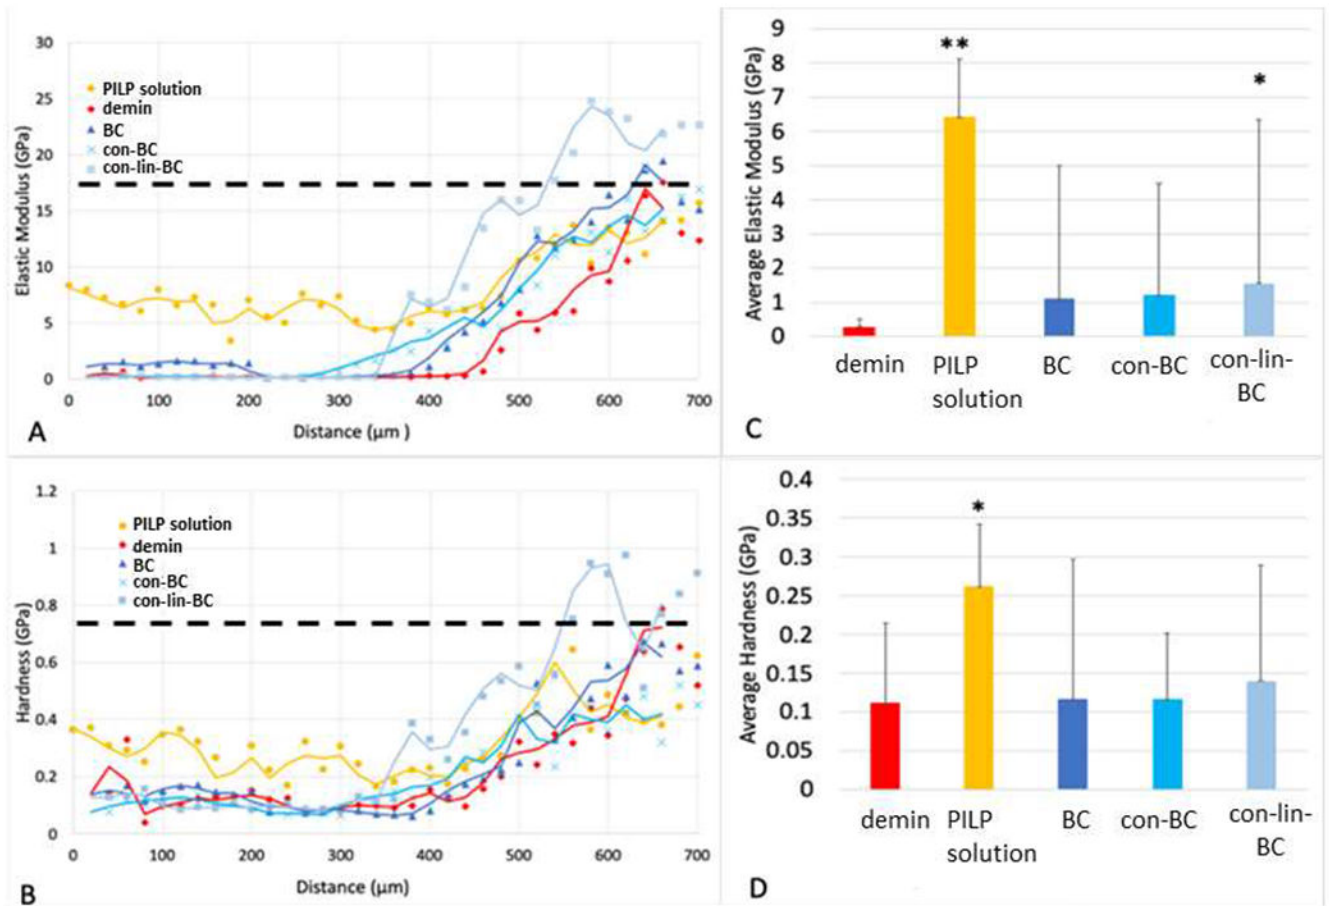 30
25
20
15
10
5
0
Elastic Modulus (GPa)
PILP solution
demin
BC
con-BC
con-lin-BC
0 100 200 300 400 500 600 700
Distance (µm )
A
9
8
7
6
5
4
3
2
1
0
Average Elastic Modulus (GPa)
**
*
demin PILP BC con-BC con-lin-
solution BC
C
1.2
1
0.8
0.6
0.4
0.2
0
Hardness (GPa)
PILP solution
demin
BC
con-BC
con-lin-BC
0 100 200 300 400 500 600 700
Distance (µm)
B
0.4
0.35
0.3
0.25
0.2
0.15
0.1
0.05
0
Average Hardness (GPa)
*
demin PILP BC con-BC con-lin-
solution BC
D